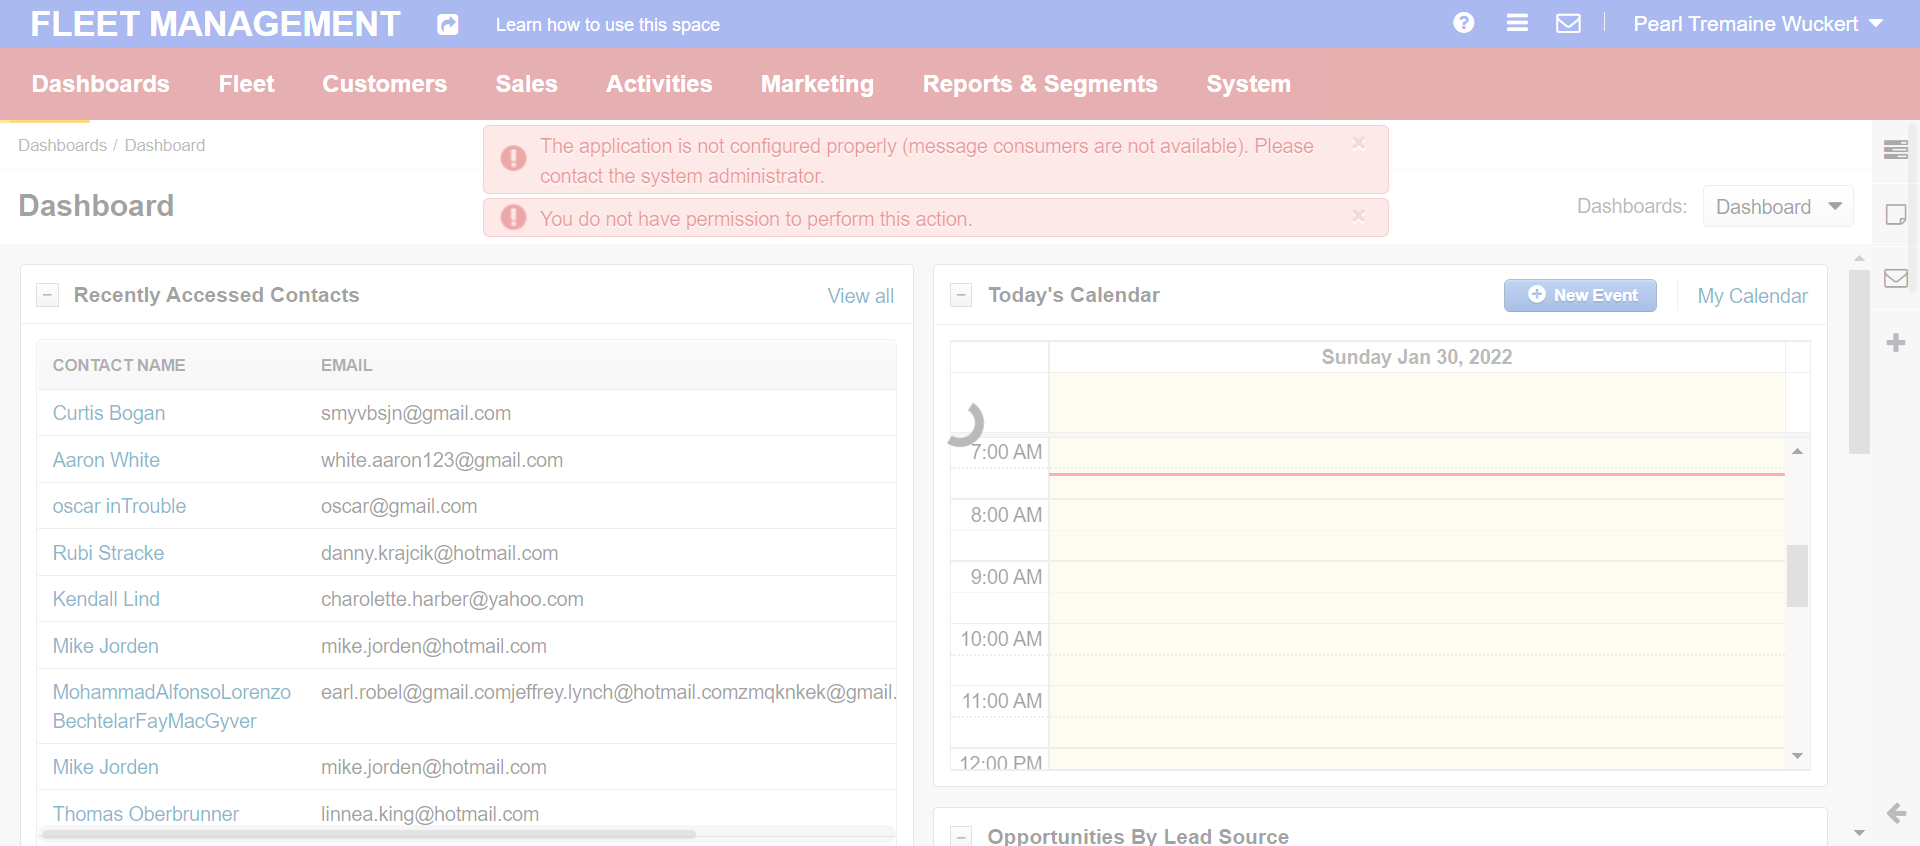 FLEET MANAGEMENT
Learn how to use this space
Pearl Tremaine Wuckert
Dashboards Fleet Customers Sales Activities Marketing Reports & Segments System
Dashboards / Dashboard
The application is not configured properly (message consumers are not available). Please
contact the system administrator.
You do not have permission to perform this action.
Dashboard
Dashboards: Dashboard
Recently Accessed Contacts
View all
CONTACT NAME EMAIL
Curtis Bogan smyvbsjn@gmail.com
Aaron White white.aaron123@gmail.com
oscar inTrouble oscar@gmail.com
Rubi Stracke danny.krajcik@hotmail.com
Kendall Lind charolette.harber@yahoo.com
Mike Jorden mike.jorden@hotmail.com
MohammadAlfonsoLorenzo earl.robel@gmail.comjeffrey.lynch@hotmail.comzmqknkek@gmail.
BechtelarFayMacGyver
Mike Jorden mike.jorden@hotmail.com
Thomas Oberbrunner linnea.king@hotmail.com
Today's Calendar
New Event
My Calendar
Sunday Jan 30, 2022
7:00 AM
8:00 AM
9:00 AM
10:00 AM
11:00 AM
12:00 PM
Opportunities By Lead Source